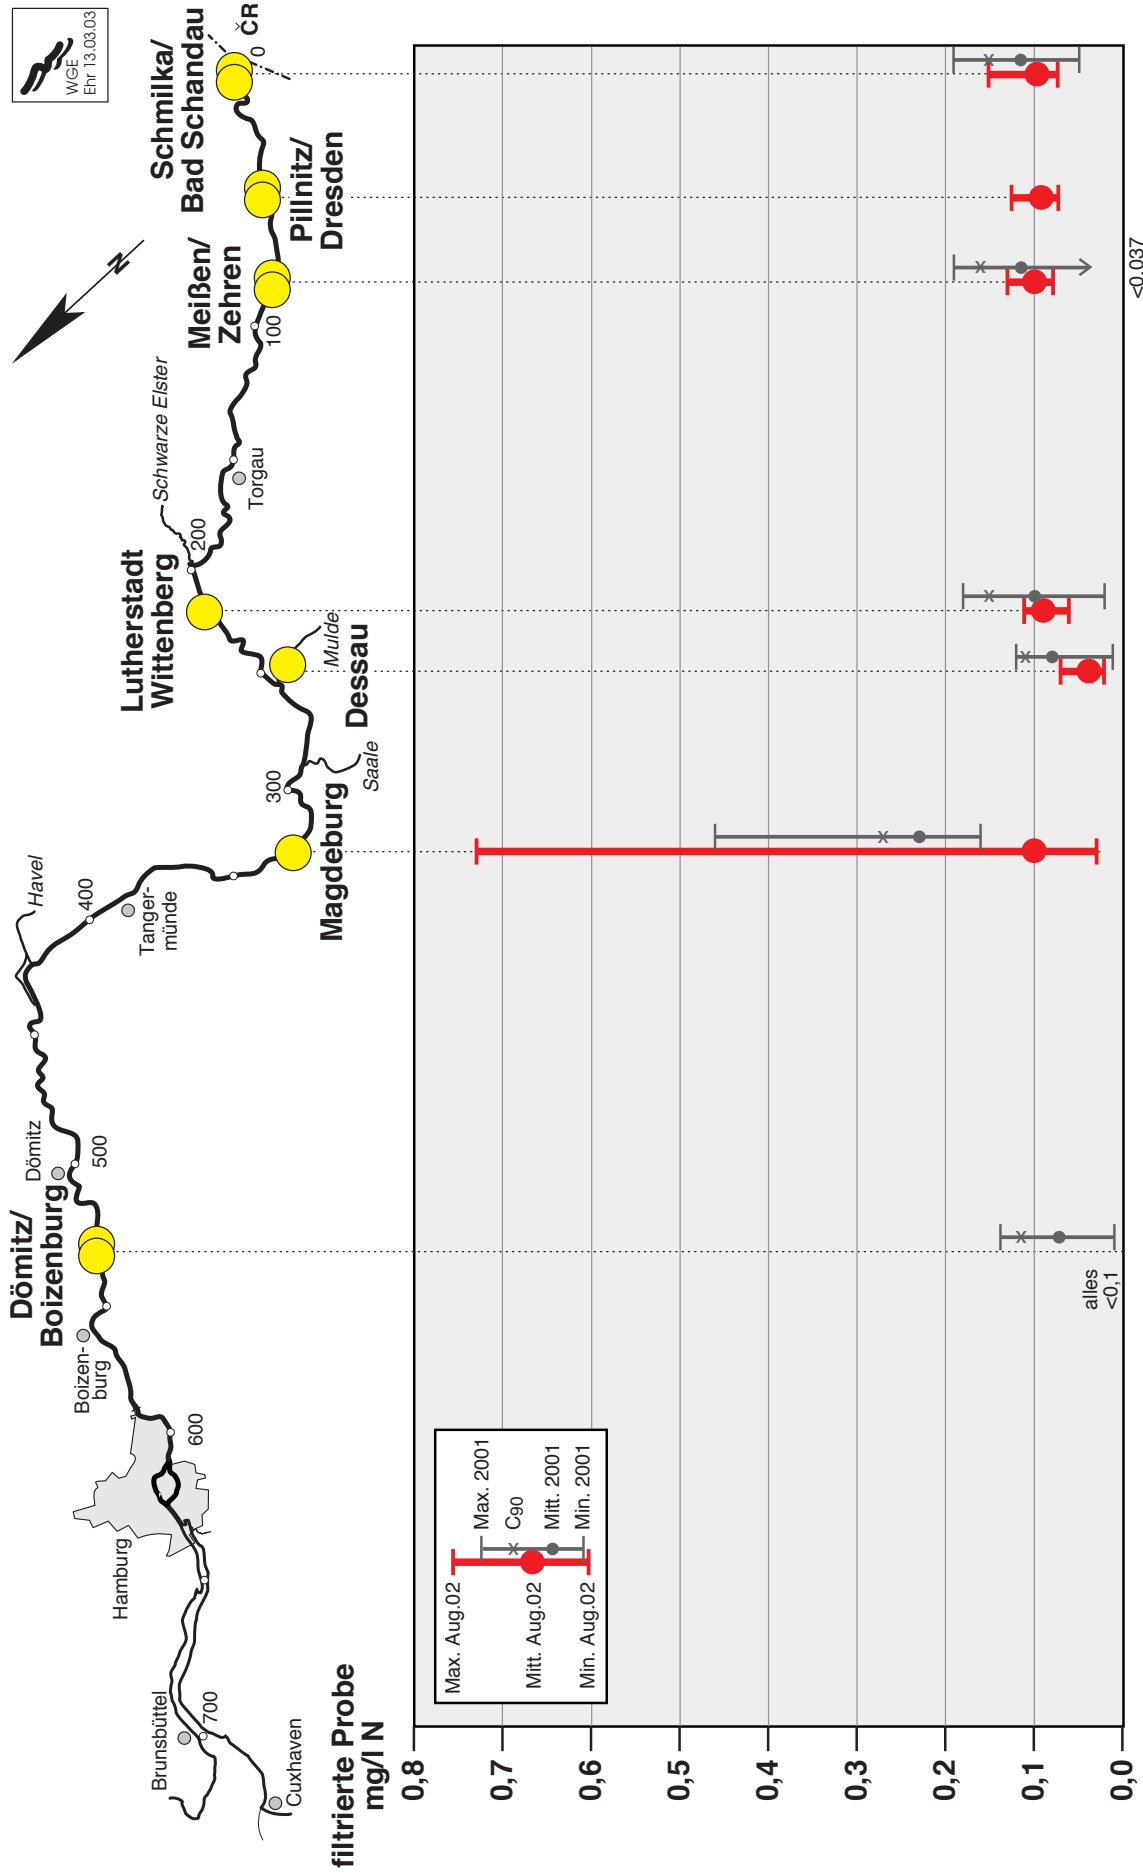 WGE
Ehr 13.03.03
ČR
0
Schmilka/
Bad Schandau
Pillnitz/
Dresden
Meißen/
Zehren
100
N
Schwarze Elster
Torgau
200
Lutherstadt
Wittenberg
Mulde
Dessau
Saale
300
Magdeburg
Havel
400
Tanger-
münde
Dömitz
500
Dömitz/
Boizenburg
Boizen-
burg
600
Hamburg
Brunsbüttel
700
Cuxhaven
filtrierte Probe
mg/l N
0,8
0,7
0,6
0,5
0,4
0,3
0,2
0,1
0,0
Max. Aug.02
Mitt. Aug.02
Min. Aug.02
Max. 2001
C90
Mitt. 2001
Min. 2001
alles
<0,1
<0.037